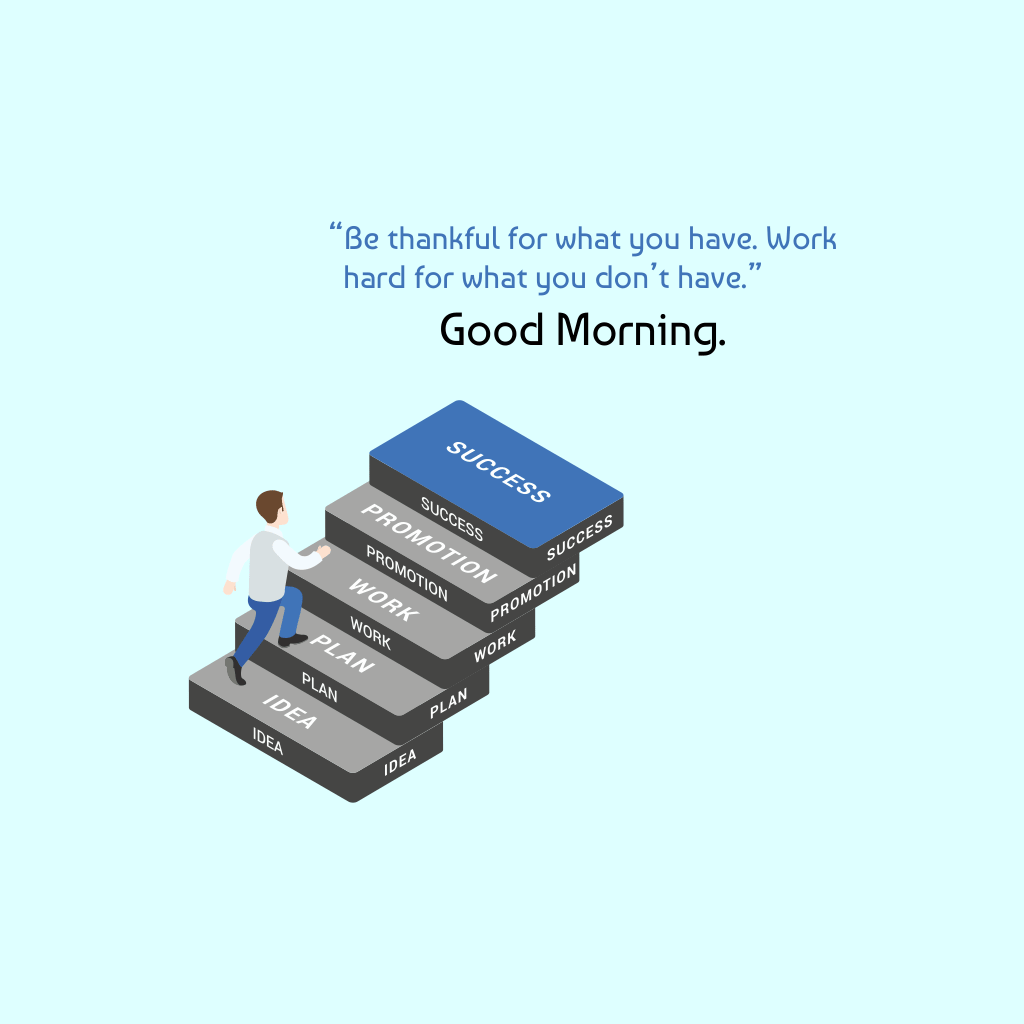 “Be thankful for what you have. Work
hard for what you don’t have.”
Good Morning.
SUCCESS
SUCCESS
SUCCESS
PROMOTION
PROMOTION
PROMOTION
WORK
WORK
WORK
PLAN
PLAN
PLAN
IDEA
IDEA
IDEA